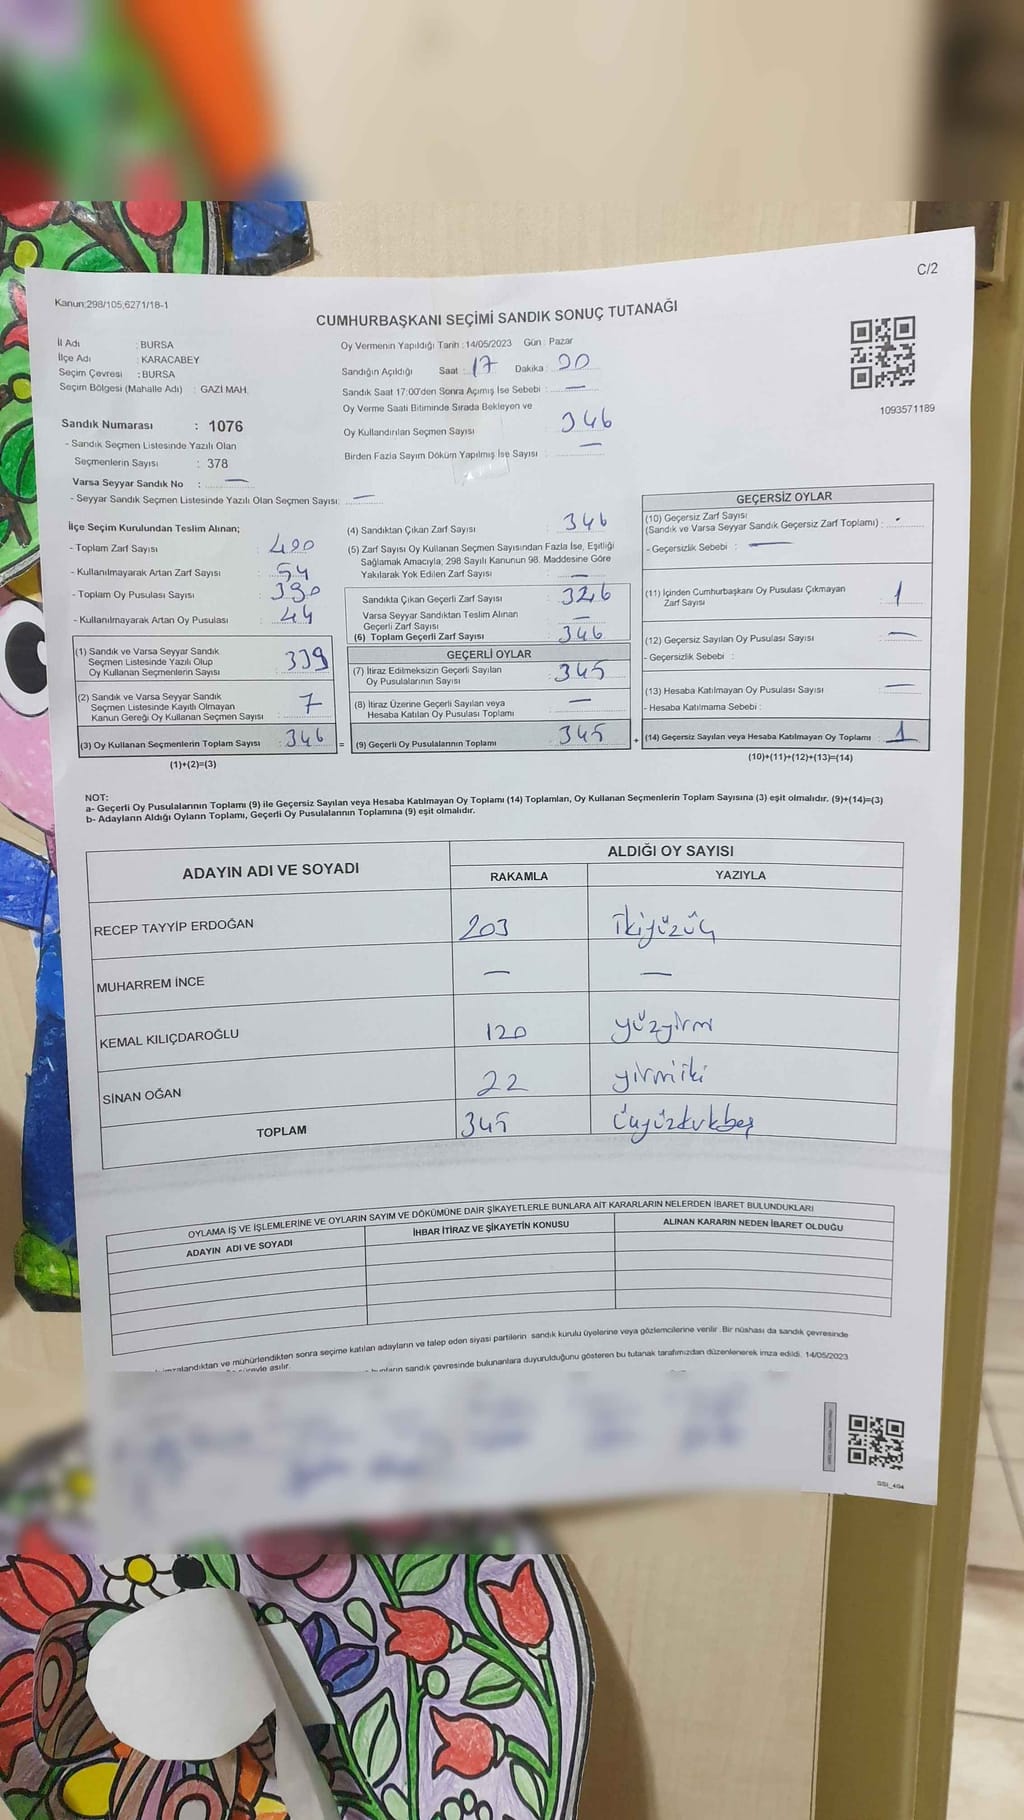 C/2
Kanun;298/105;6271/18-1
CUMHURBAŞKANI SEÇİMİ SANDIK SONUÇ TUTANAĞI
1093571189
İl Adı : BURSA
İlçe Adı : KARACABEY
Seçim Çevresi : BURSA
Seçim Bölgesi (Mahalle Adı) : GAZİ MAH.
Sandık Numarası : 1076
- Sandık Seçmen Listesinde Yazılı Olan
Seçmenlerin Sayısı : 378
Varsa Seyyar Sandık No : —
- Seyyar Sandık Seçmen Listesinde Yazılı Olan Seçmen Sayısı: —
Oy Vermenin Yapıldığı Tarih : 14/05/2023 Gün : Pazar
Sandığın Açıldığı Saat : 17 Dakika : 20
Sandık Saat 17:00'den Sonra Açımış İse Sebebi : —
Oy Verme Saati Bitiminde Sırada Bekleyen ve
Oy Kullandırılan Seçmen Sayısı 346
Birden Fazla Sayım Döküm Yapılmış İse Sayısı : —
İlçe Seçim Kurulundan Teslim Alınan;
- Toplam Zarf Sayısı : 400
- Kullanılmayarak Artan Zarf Sayısı : 54
- Toplam Oy Pusulası Sayısı : 390
- Kullanılmayarak Artan Oy Pusulası : 44
(1) Sandık ve Varsa Seyyar Sandık
Seçmen Listesinde Yazılı Olup
Oy Kullanan Seçmenlerin Sayısı : 339
(2) Sandık ve Varsa Seyyar Sandık
Seçmen Listesinde Kayıtlı Olmayan
Kanun Gereği Oy Kullanan Seçmen Sayısı : 7
(3) Oy Kullanan Seçmenlerin Toplam Sayısı : 346
(1)+(2)=(3)
(4) Sandıktan Çıkan Zarf Sayısı : 346
(5) Zarf Sayısı Oy Kullanan Seçmen Sayısından Fazla İse, Eşitliği
Sağlamak Amacıyla; 298 Sayılı Kanunun 98. Maddesine Göre
Yakılarak Yok Edilen Zarf Sayısı : —
Sandıkta Çıkan Geçerli Zarf Sayısı : 346
Varsa Seyyar Sandıktan Teslim Alınan
Geçerli Zarf Sayısı : —
(6) Toplam Geçerli Zarf Sayısı : 346
GEÇERLİ OYLAR
(7) İtiraz Edilmeksizin Geçerli Sayılan
Oy Pusulalarının Sayısı : 345
(8) İtiraz Üzerine Geçerli Sayılan veya
Hesaba Katılan Oy Pusulası Toplamı : —
= (9) Geçerli Oy Pusulalarının Toplamı : 345
GEÇERSİZ OYLAR
(10) Geçersiz Zarf Sayısı
(Sandık ve Varsa Seyyar Sandık Geçersiz Zarf Toplamı) : -
- Geçersizlik Sebebi : —
(11) İçinden Cumhurbaşkanı Oy Pusulası Çıkmayan
Zarf Sayısı : 1
(12) Geçersiz Sayılan Oy Pusulası Sayısı : —
- Geçersizlik Sebebi :
(13) Hesaba Katılmayan Oy Pusulası Sayısı : —
- Hesaba Katılmama Sebebi :
+ (14) Geçersiz Sayılan veya Hesaba Katılmayan Oy Toplamı : 1
(10)+(11)+(12)+(13)=(14)
NOT:
a- Geçerli Oy Pusulalarının Toplamı (9) ile Geçersiz Sayılan veya Hesaba Katılmayan Oy Toplamı (14) Toplamları, Oy Kullanan Seçmenlerin Toplam Sayısına (3) eşit olmalıdır. (9)+(14)=(3)
b- Adayların Aldığı Oyların Toplamı, Geçerli Oy Pusulalarının Toplamına (9) eşit olmalıdır.
ADAYIN ADI VE SOYADI ALDIĞI OY SAYISI
RAKAMLA YAZIYLA
RECEP TAYYİP ERDOĞAN 203 İkiyüzüç
MUHARREM İNCE — —
KEMAL KILIÇDAROĞLU 120 yüzyirmi
SİNAN OĞAN 22 yirmiiki
TOPLAM 345 Üçyüzkırkbeş
OYLAMA İŞ VE İŞLEMLERİNE VE OYLARIN SAYIM VE DÖKÜMÜNE DAİR ŞİKAYETLERLE BUNLARA AİT KARARLARIN NELERDEN İBARET BULUNDUKLARI
ADAYIN ADI VE SOYADI İHBAR İTİRAZ VE ŞİKAYETİN KONUSU ALINAN KARARIN NEDEN İBARET OLDUĞU
ve mühürlendikten sonra seçime katılan adayların ve talep eden siyasi partilerin sandık kurulu üyelerine veya gözlemcilerine verilir. Bir nüshası da sandık çevresinde
asılır.
sandık çevresinde bulunanlara duyurulduğunu gösteren bu tutanak tarafımızdan düzenlenerek imza edildi. 14/05/2023